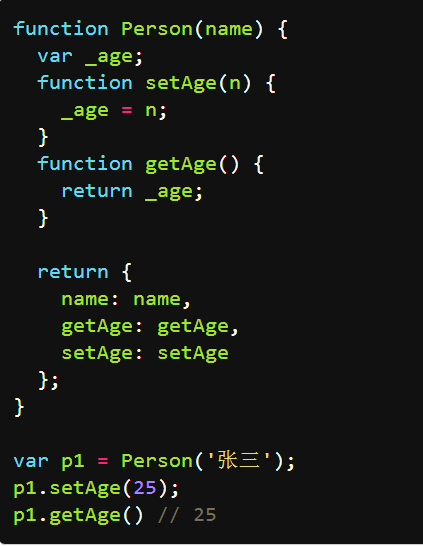 function Person(name) {
  var _age;
  function setAge(n) {
    _age = n;
  }
  function getAge() {
    return _age;
  }

  return {
    name: name,
    getAge: getAge,
    setAge: setAge
  };
}

var p1 = Person('张三');
p1.setAge(25);
p1.getAge() // 25